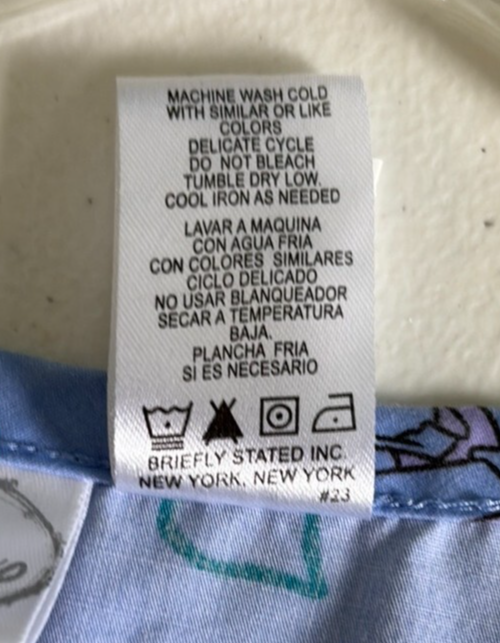 MACHINE WASH COLD
WITH SIMILAR OR LIKE
COLORS
DELICATE CYCLE
DO NOT BLEACH
TUMBLE DRY LOW.
COOL IRON AS NEEDED
LAVAR A MAQUINA
CON AGUA FRIA
CON COLORES SIMILARES
CICLO DELICADO
NO USAR BLANQUEADOR
SECAR A TEMPERATURA
BAJA.
PLANCHA FRIA
SI ES NECESARIO
BRIEFLY STATED INC.
NEW YORK, NEW YORK
#23